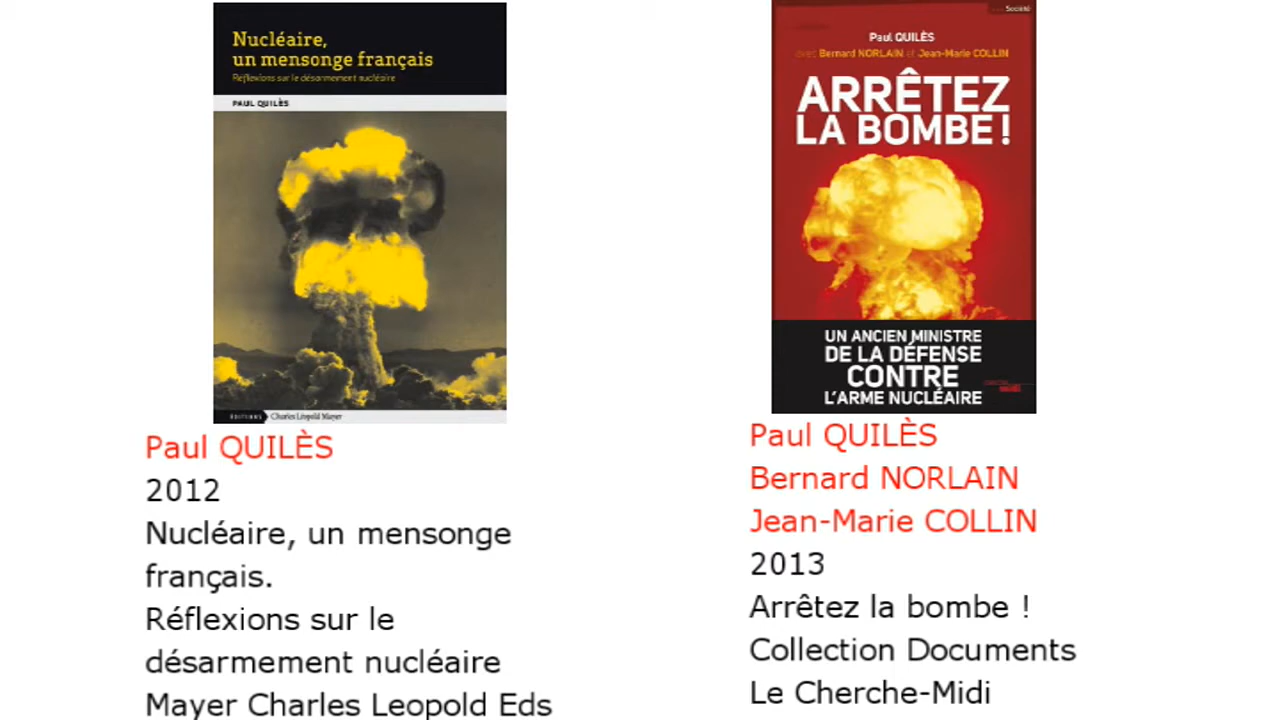 Nucléaire,
un mensonge français
Réflexions sur le désarmement nucléaire
PAUL QUILÈS
ÉDITIONS Charles Léopold Mayer
Paul QUILÈS
2012
Nucléaire, un mensonge
français.
Réflexions sur le
désarmement nucléaire
Mayer Charles Leopold Eds
Société
Paul QUILÈS
avec Bernard NORLAIN et Jean-Marie COLLIN
ARRÊTEZ
LA BOMBE !
UN ANCIEN MINISTRE
DE LA DÉFENSE
CONTRE
L'ARME NUCLÉAIRE
Paul QUILÈS
Bernard NORLAIN
Jean-Marie COLLIN
2013
Arrêtez la bombe !
Collection Documents
Le Cherche-Midi